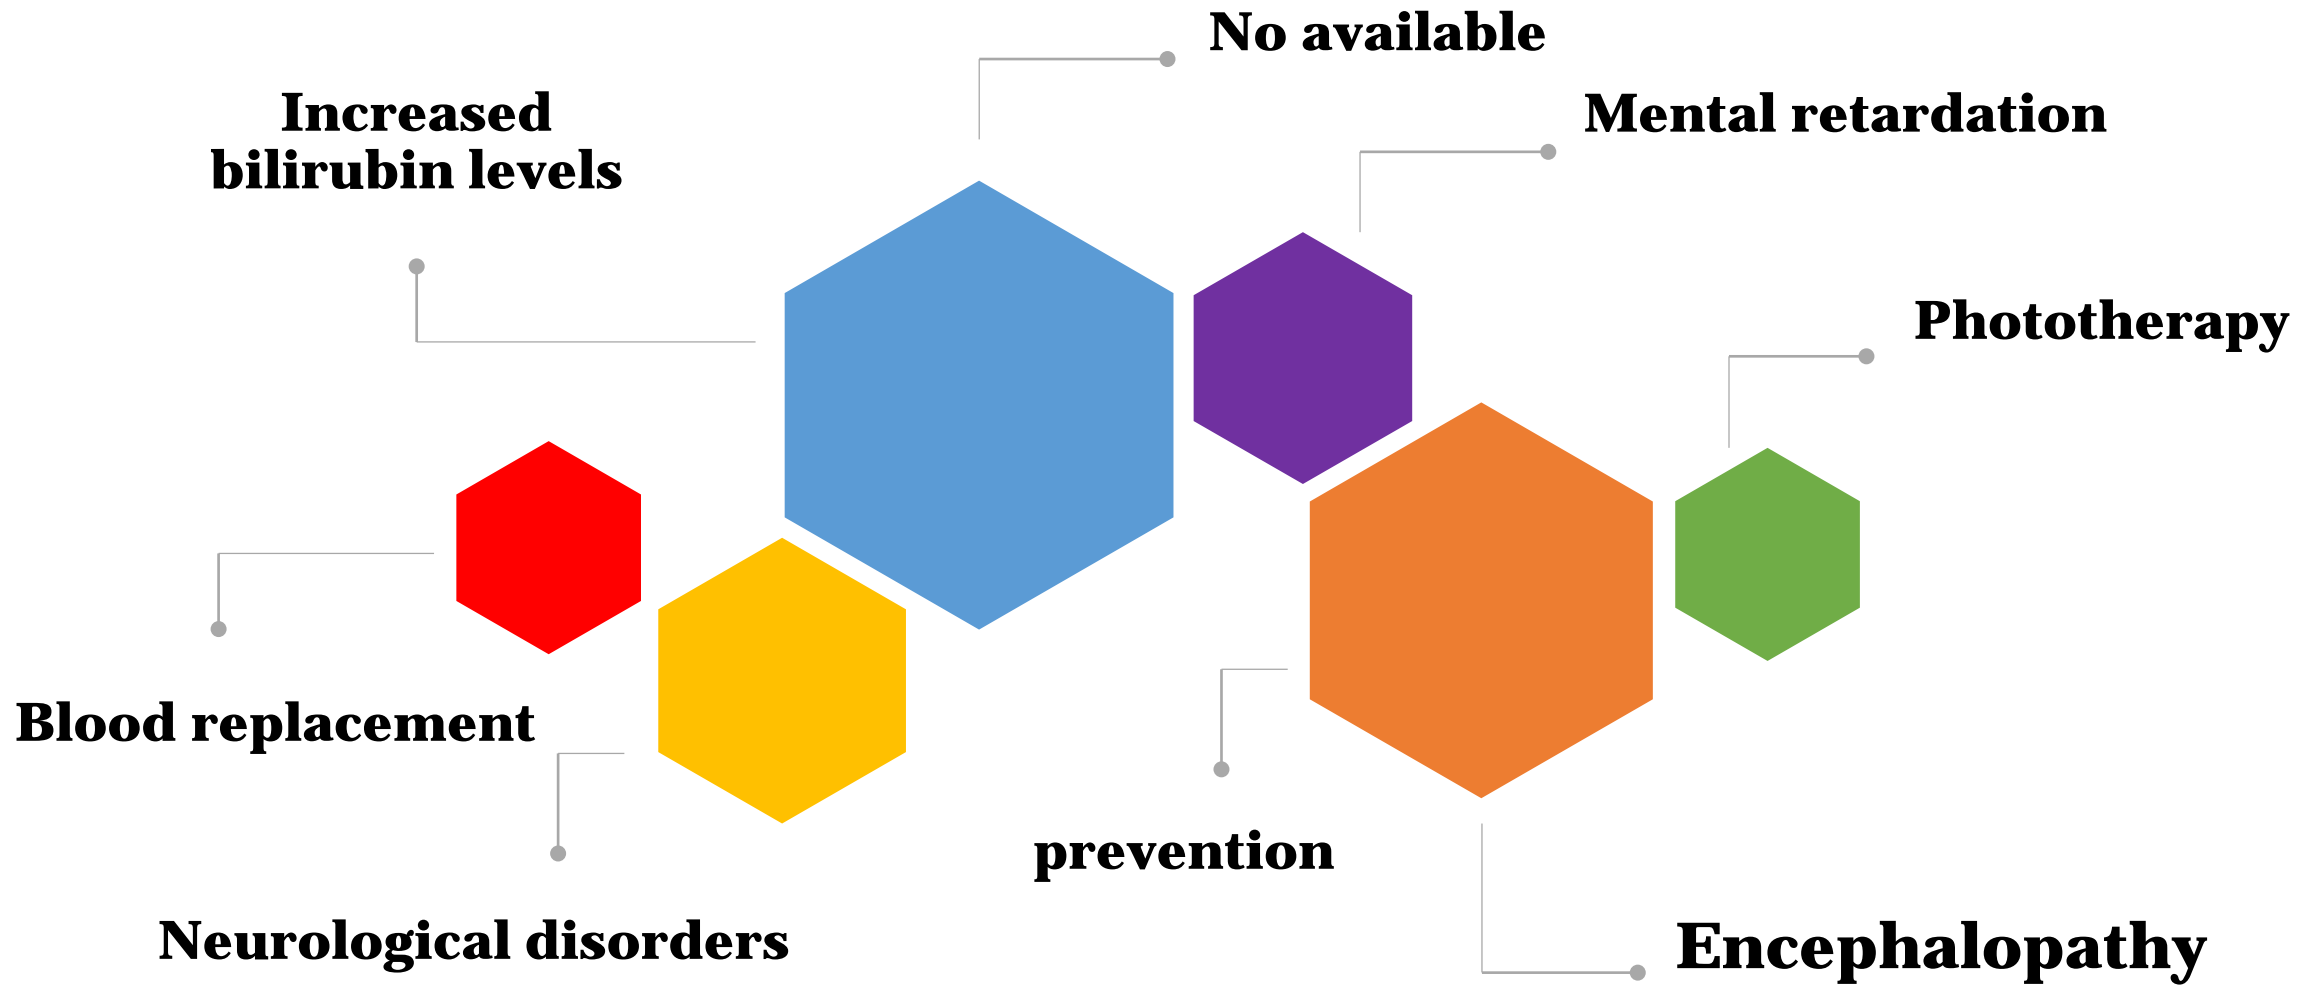 No available
Increased
bilirubin levels
Mental retardation
Phototherapy
Blood replacement
prevention
Neurological disorders
Encephalopathy